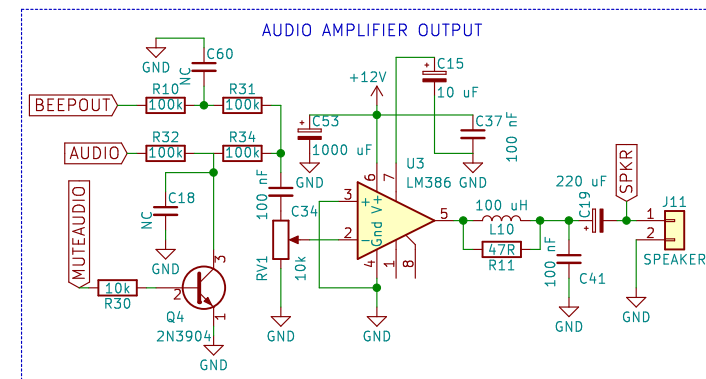 AUDIO AMPLIFIER OUTPUT
C60
NC
GND
BEEPOUT
R10
100k
R31
100k
+12V
C15
10 uF
C53
1000 uF
GND
C37
100 nF
GND
AUDIO
R32
100k
R34
100k
U3
LM386
6
7
3
2
5
4
1
8
+
-
V+
Gnd
C18
NC
GND
100 nF
C34
RV1
10k
GND
GND
MUTEAUDIO
10k
R30
2
3
1
Q4
2N3904
GND
100 uH
L10
47R
R11
220 uF
C19
SPKR
J11
1
2
SPEAKER
100 nF
C41
GND
GND